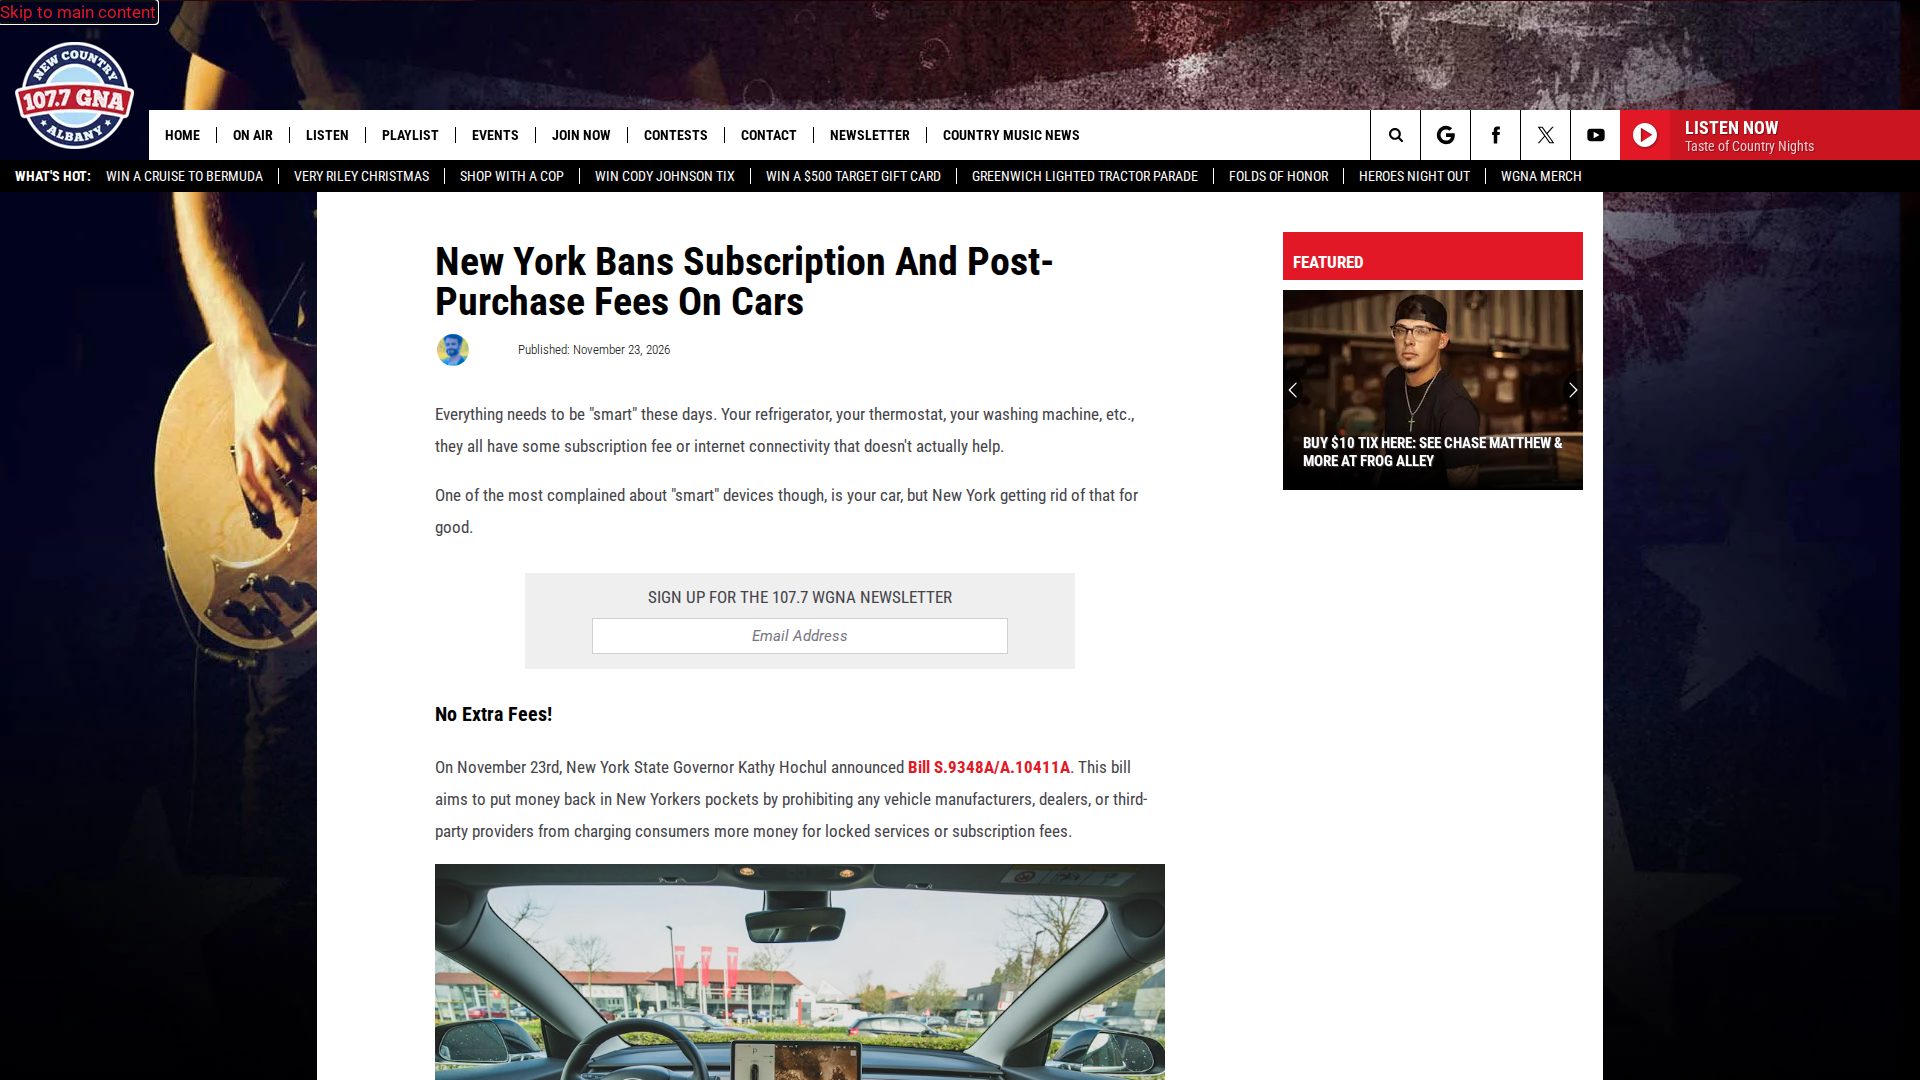 Skip to main content
NEW COUNTRY
107.7 GNA
ALBANY
HOME
ON AIR
LISTEN
PLAYLIST
EVENTS
JOIN NOW
CONTESTS
CONTACT
NEWSLETTER
COUNTRY MUSIC NEWS
LISTEN NOW
Taste of Country Nights
WHAT'S HOT:
WIN A CRUISE TO BERMUDA
VERY RILEY CHRISTMAS
SHOP WITH A COP
WIN CODY JOHNSON TIX
WIN A $500 TARGET GIFT CARD
GREENWICH LIGHTED TRACTOR PARADE
FOLDS OF HONOR
HEROES NIGHT OUT
WGNA MERCH
New York Bans Subscription And Post-
Purchase Fees On Cars
Published: November 23, 2026
Everything needs to be "smart" these days. Your refrigerator, your thermostat, your washing machine, etc.,
they all have some subscription fee or internet connectivity that doesn't actually help.
One of the most complained about "smart" devices though, is your car, but New York getting rid of that for
good.
SIGN UP FOR THE 107.7 WGNA NEWSLETTER
Email Address
No Extra Fees!
On November 23rd, New York State Governor Kathy Hochul announced Bill S.9348A/A.10411A. This bill
aims to put money back in New Yorkers pockets by prohibiting any vehicle manufacturers, dealers, or third-
party providers from charging consumers more money for locked services or subscription fees.
FEATURED
BUY $10 TIX HERE: SEE CHASE MATTHEW &
MORE AT FROG ALLEY